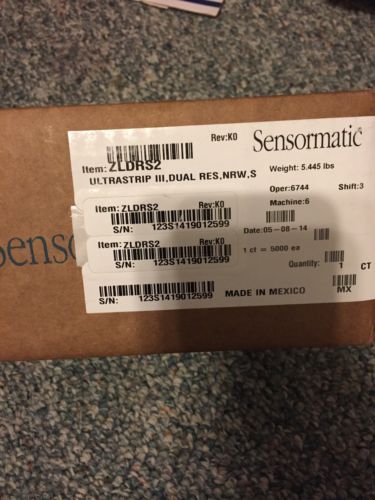 Rev:K0
Sensormatic
Item: ZLDRS2
ULTRASTRIP III,DUAL RES,NRW,S
Weight: 5.445 lbs
Oper:6744 Shift:3
Machine:6
Item: ZLDRS2 Rev:K0
S/N: 123S1419012599
Date:05-08-14
Item: ZLDRS2 Rev:K0
S/N: 123S1419012599
1 ct = 5000 ea
Quantity: 1 CT
S/N: 123S1419012599
MADE IN MEXICO
MX
Senso